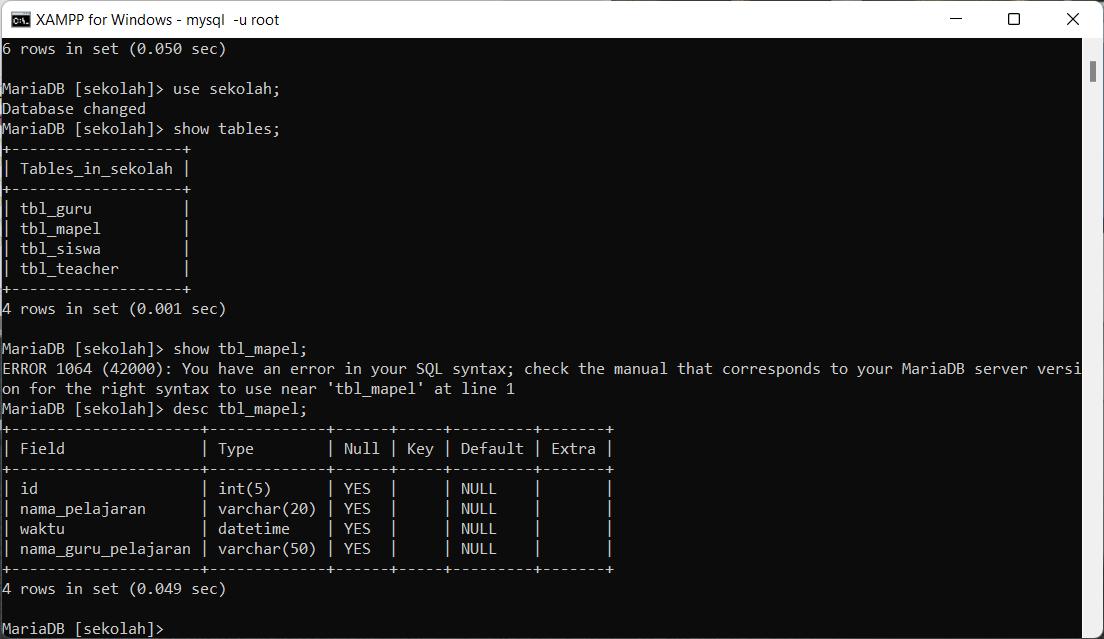 XAMPP for Windows - mysql  -u root
6 rows in set (0.050 sec)
MariaDB [sekolah]> use sekolah;
Database changed
MariaDB [sekolah]> show tables;
+-------------------+
| Tables_in_sekolah |
+-------------------+
| tbl_guru          |
| tbl_mapel         |
| tbl_siswa         |
| tbl_teacher       |
+-------------------+
4 rows in set (0.001 sec)
MariaDB [sekolah]> show tbl_mapel;
ERROR 1064 (42000): You have an error in your SQL syntax; check the manual that corresponds to your MariaDB server versi
on for the right syntax to use near 'tbl_mapel' at line 1
MariaDB [sekolah]> desc tbl_mapel;
+---------------------+-------------+------+-----+---------+-------+
| Field               | Type        | Null | Key | Default | Extra |
+---------------------+-------------+------+-----+---------+-------+
| id                  | int(5)      | YES  |     | NULL    |       |
| nama_pelajaran      | varchar(20) | YES  |     | NULL    |       |
| waktu               | datetime    | YES  |     | NULL    |       |
| nama_guru_pelajaran | varchar(50) | YES  |     | NULL    |       |
+---------------------+-------------+------+-----+---------+-------+
4 rows in set (0.049 sec)
MariaDB [sekolah]>